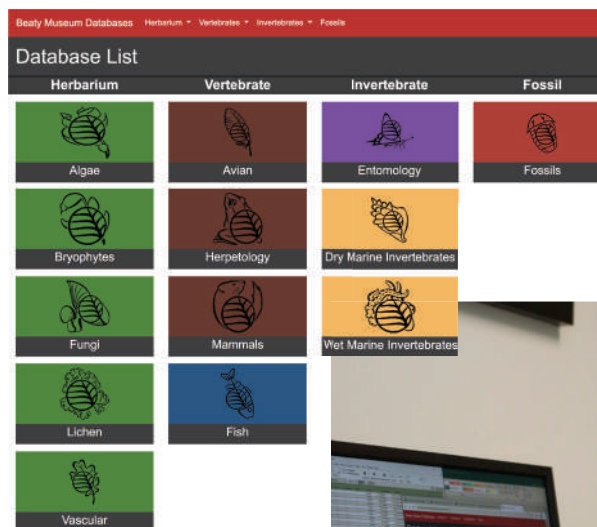 Beaty Museum Databases Herbarium Vertebrates Invertebrates Fossils
Database List
Herbarium Vertebrate Invertebrate Fossil
Algae Avian Entomology Fossils
Bryophytes Herpetology Dry Marine Invertebrates
Fungi Mammals Wet Marine Invertebrates
Lichen Fish
Vascular